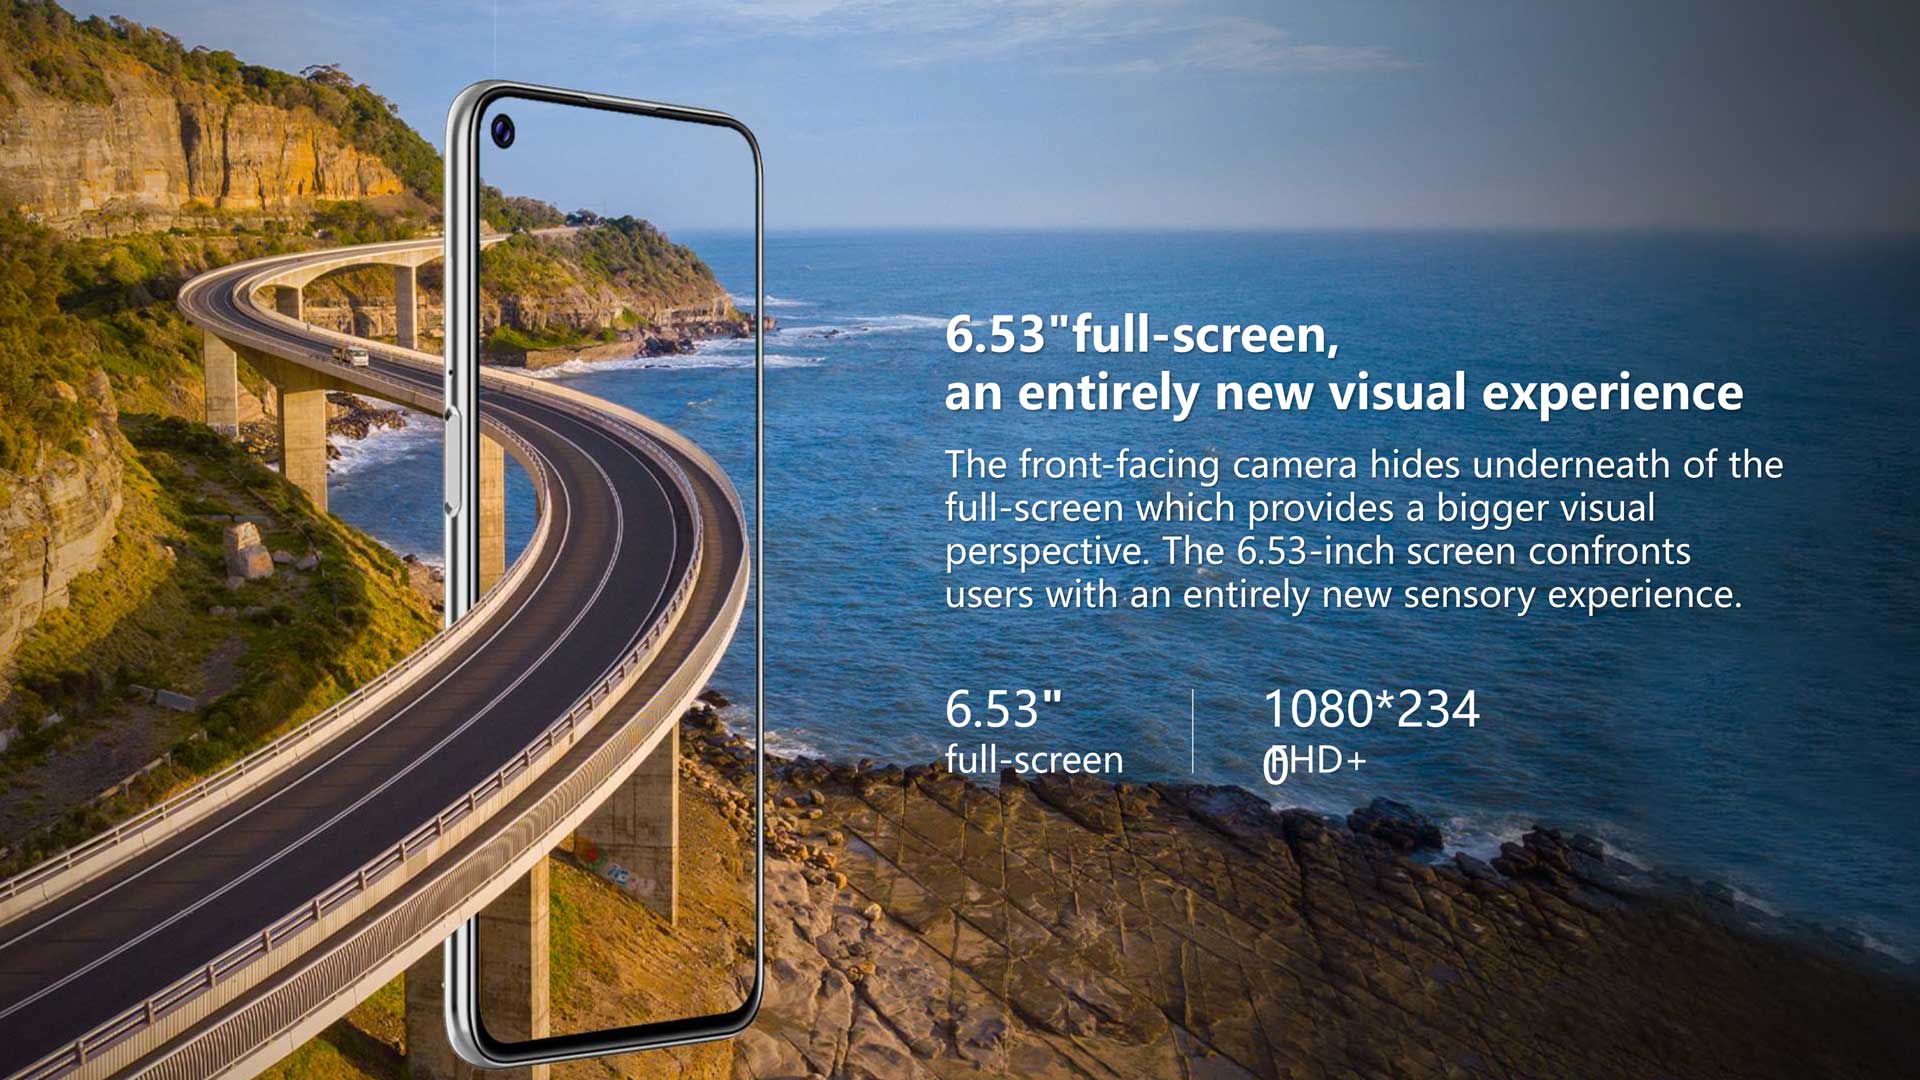 6.53"full-screen,
an entirely new visual experience
The front-facing camera hides underneath of the
full-screen which provides a bigger visual
perspective. The 6.53-inch screen confronts
users with an entirely new sensory experience.
6.53"
full-screen
1080*234
0
FHD+